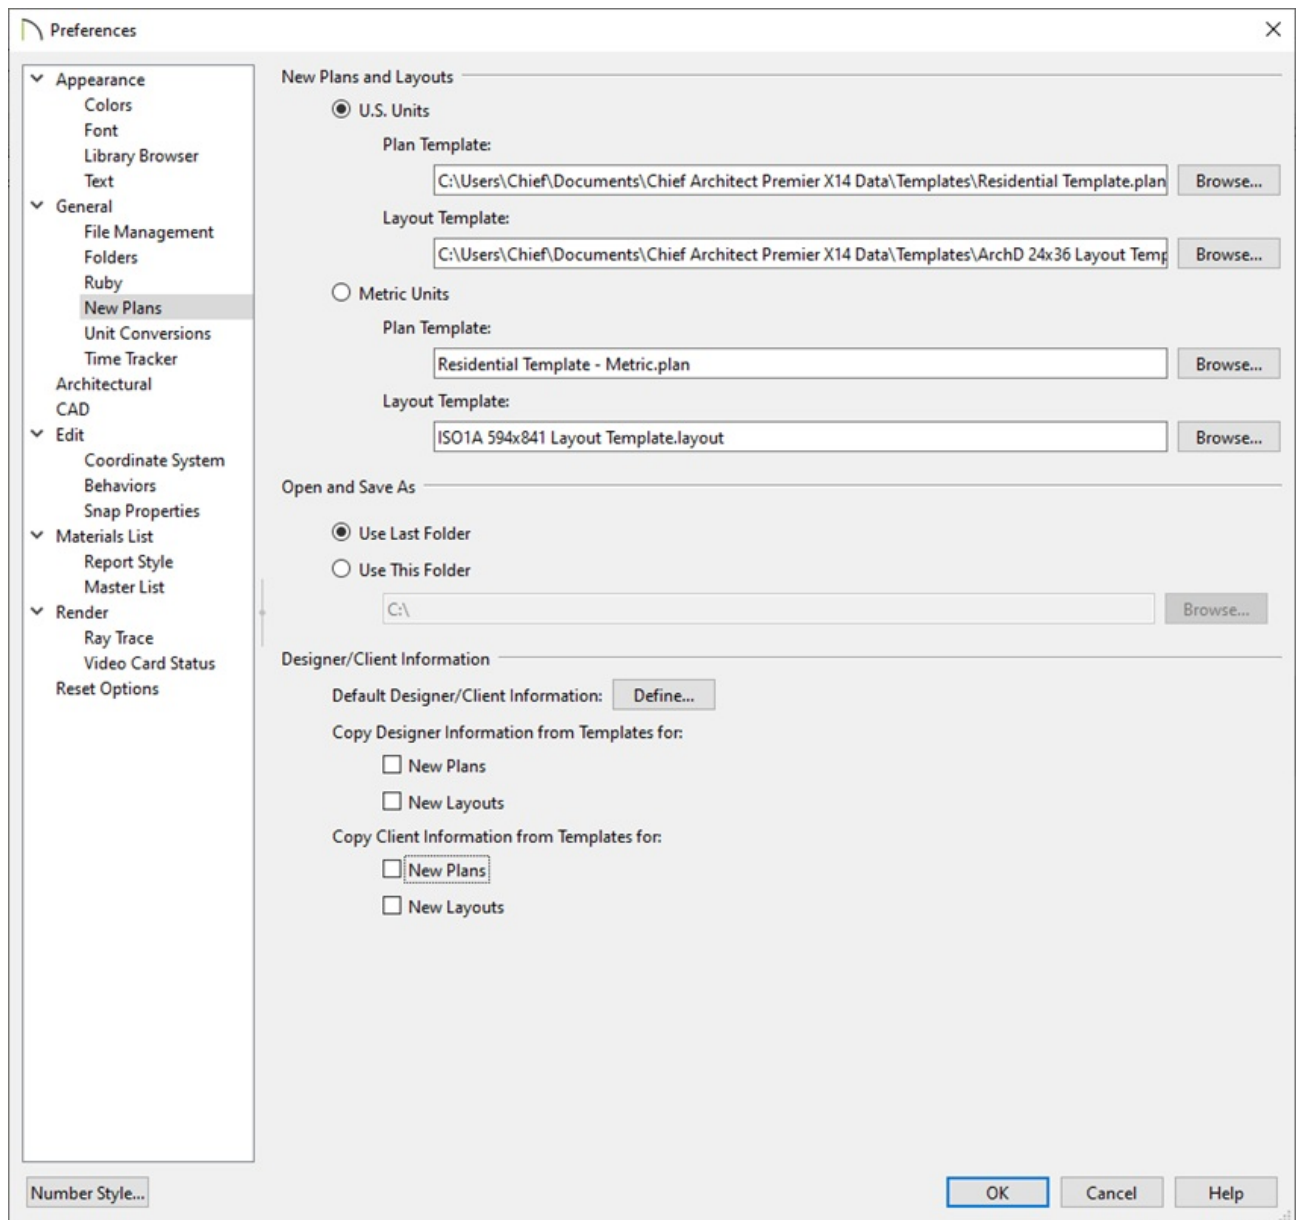 Preferences
Appearance
Colors
Font
Library Browser
Text
General
File Management
Folders
Ruby
New Plans
Unit Conversions
Time Tracker
Architectural
CAD
Edit
Coordinate System
Behaviors
Snap Properties
Materials List
Report Style
Master List
Render
Ray Trace
Video Card Status
Reset Options
New Plans and Layouts
U.S. Units
Plan Template:
C:\Users\Chief\Documents\Chief Architect Premier X14 Data\Templates\Residential Template.plan Browse...
Layout Template:
C:\Users\Chief\Documents\Chief Architect Premier X14 Data\Templates\ArchD 24x36 Layout Temp Browse...
Metric Units
Plan Template:
Residential Template - Metric.plan Browse...
Layout Template:
ISO1A 594x841 Layout Template.layout Browse...
Open and Save As
Use Last Folder
Use This Folder
C:\ Browse...
Designer/Client Information
Default Designer/Client Information: Define...
Copy Designer Information from Templates for:
New Plans
New Layouts
Copy Client Information from Templates for:
New Plans
New Layouts
Number Style... OK Cancel Help